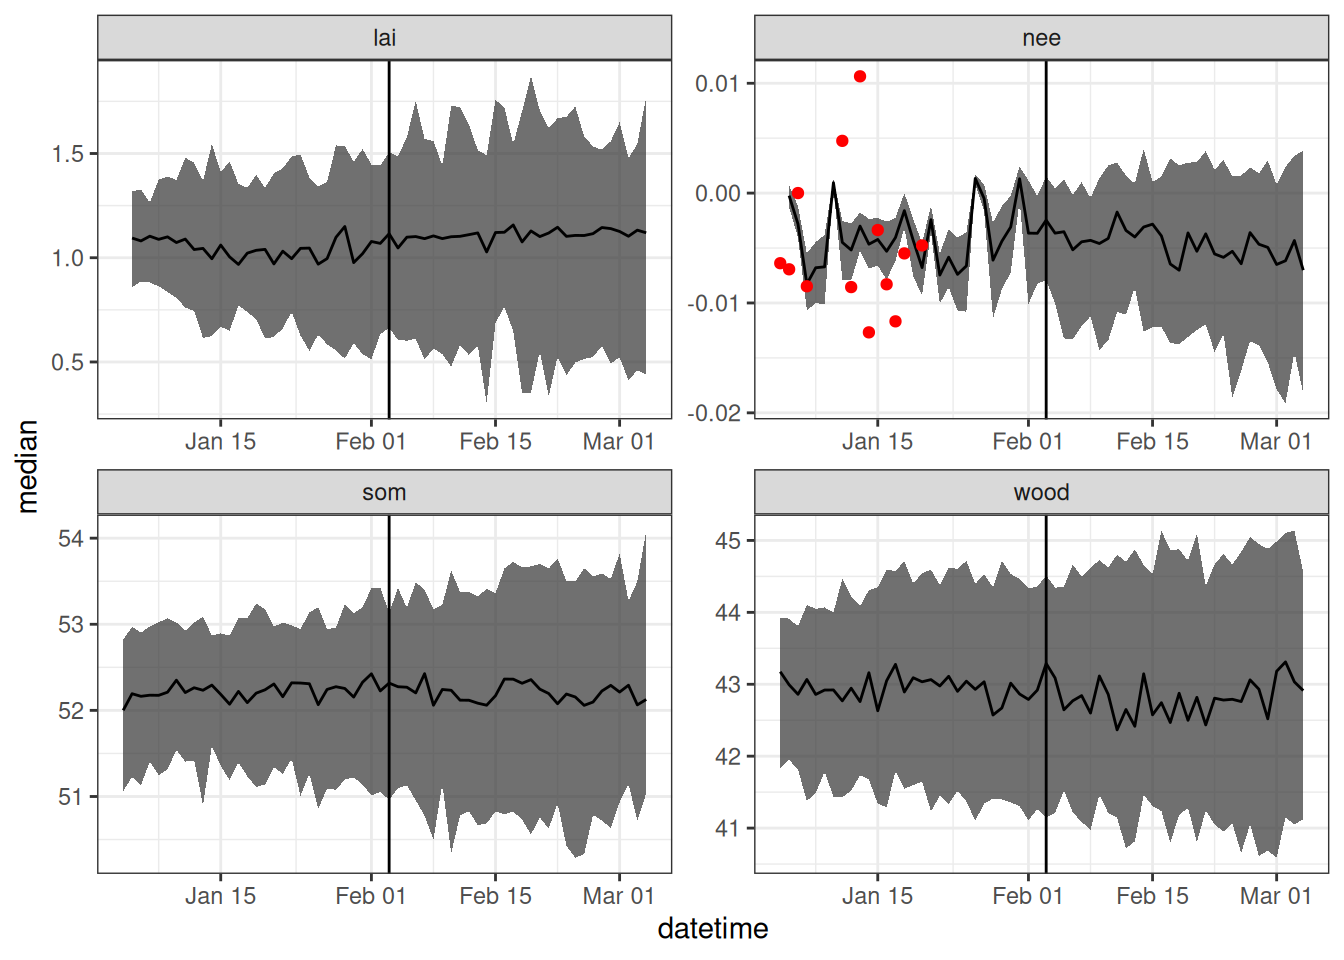 lai
nee
1.5
1.0
0.5
0.01
0.00
-0.01
-0.02
Jan 15 Feb 01 Feb 15 Mar 01
Jan 15 Feb 01 Feb 15 Mar 01
median
som
wood
54
53
52
51
45
44
43
42
41
Jan 15 Feb 01 Feb 15 Mar 01
Jan 15 Feb 01 Feb 15 Mar 01
datetime